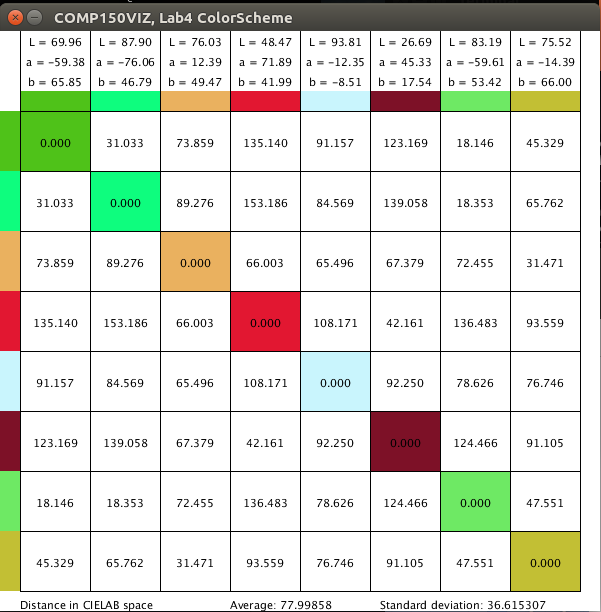 COMP150VIZ, Lab4 ColorScheme
L = 69.96 L = 87.90 L = 76.03 L = 48.47 L = 93.81 L = 26.69 L = 83.19 L = 75.52
a = -59.38 a = -76.06 a = 12.39 a = 71.89 a = -12.35 a = 45.33 a = -59.61 a = -14.39
b = 65.85 b = 46.79 b = 49.47 b = 41.99 b = -8.51 b = 17.54 b = 53.42 b = 66.00
0.000 31.033 73.859 135.140 91.157 123.169 18.146 45.329
31.033 0.000 89.276 153.186 84.569 139.058 18.353 65.762
73.859 89.276 0.000 66.003 65.496 67.379 72.455 31.471
135.140 153.186 66.003 0.000 108.171 42.161 136.483 93.559
91.157 84.569 65.496 108.171 0.000 92.250 78.626 76.746
123.169 139.058 67.379 42.161 92.250 0.000 124.466 91.105
18.146 18.353 72.455 136.483 78.626 124.466 0.000 47.551
45.329 65.762 31.471 93.559 76.746 91.105 47.551 0.000
Distance in CIELAB space Average: 77.99858 Standard deviation: 36.615307